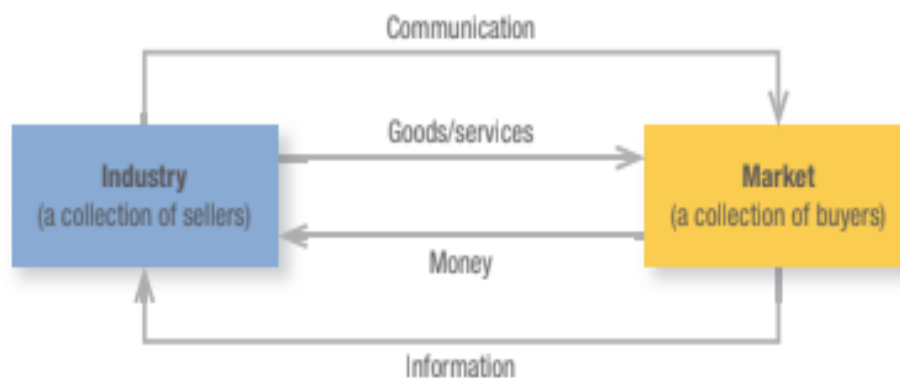 Communication
Goods/services
Industry
(a collection of sellers)
Market
(a collection of buyers)
Money
Information